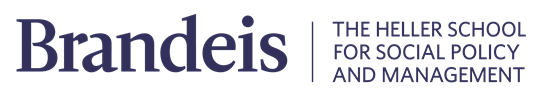 Brandeis
THE HELLER SCHOOL
FOR SOCIAL POLICY
AND MANAGEMENT